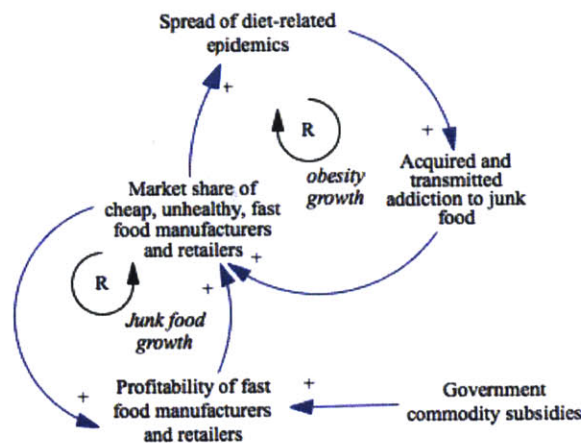 Spread of diet-related
epidemics
+
R
+
obesity
growth
Acquired and
transmitted
addiction to junk
food
Market share of
cheap, unhealthy, fast
food manufacturers
and retailers
+
R
+
Junk food
growth
+
Profitability of fast
food manufacturers
and retailers
+
Government
commodity subsidies